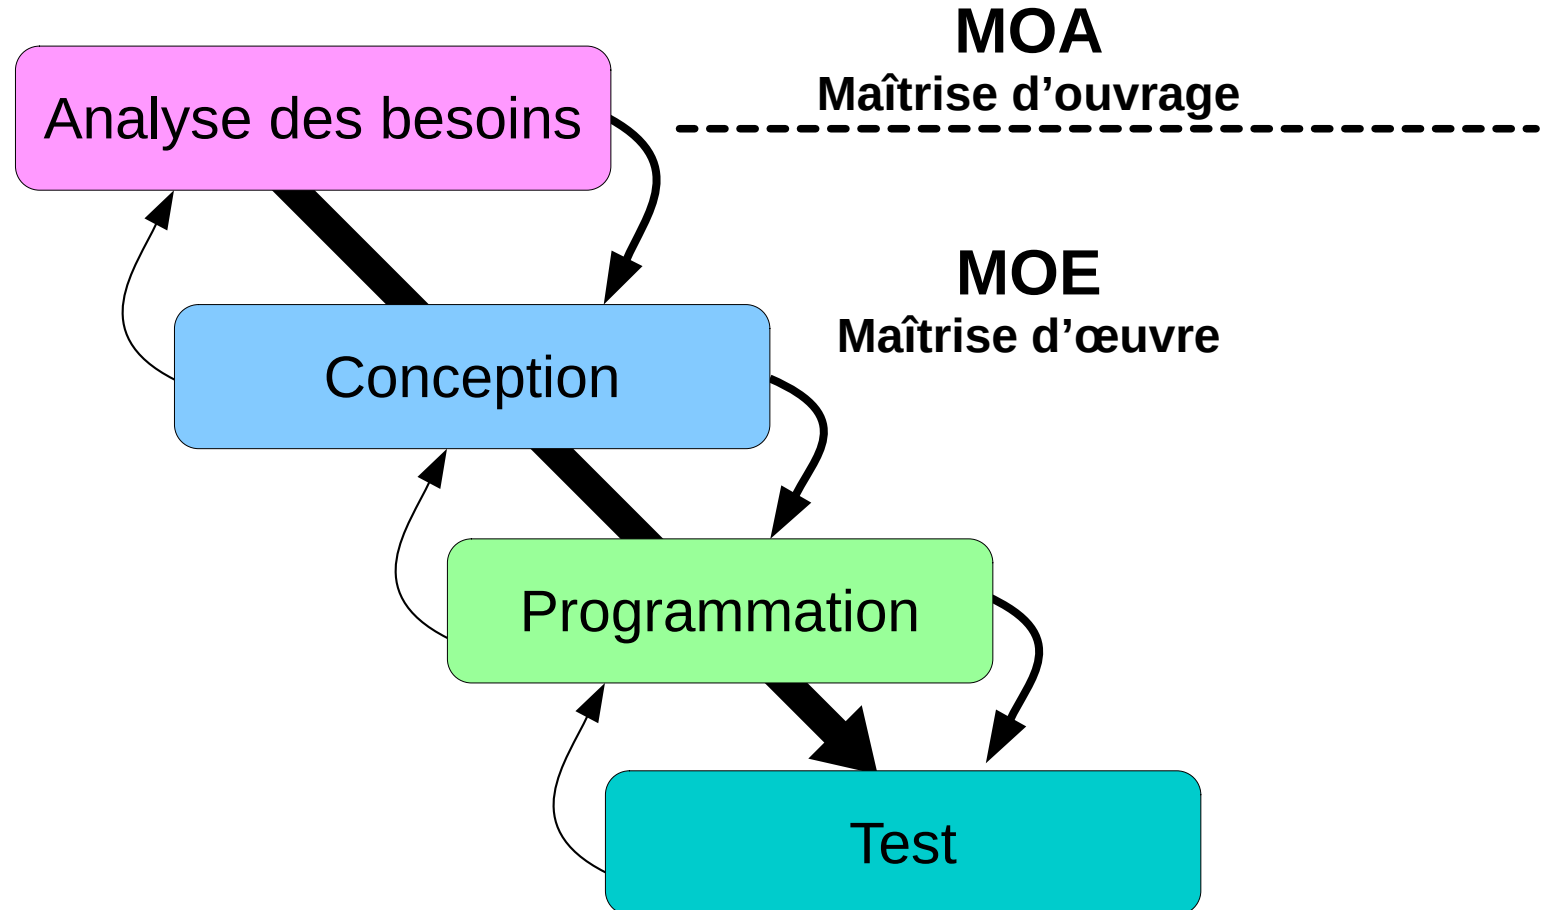 MOA
Maîtrise d’ouvrage
Analyse des besoins
MOE
Maîtrise d’œuvre
Conception
Programmation
Test